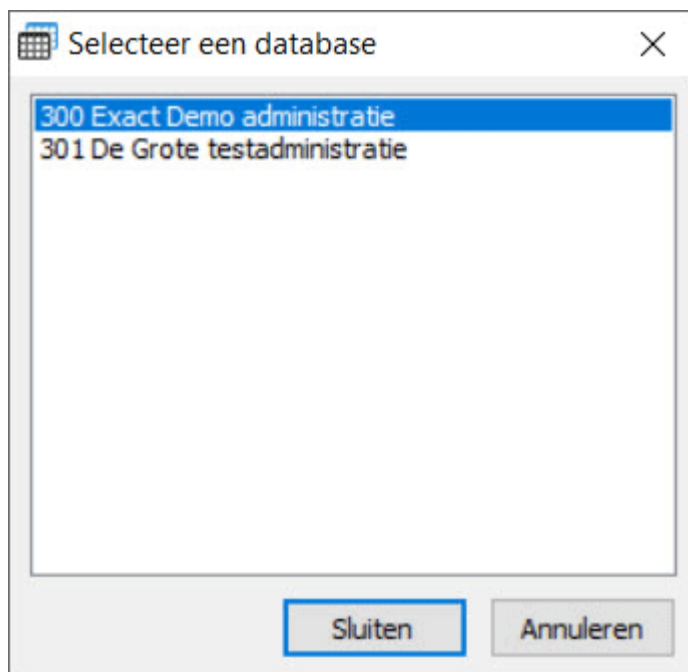 Selecteer een database
300 Exact Demo administratie
301 De Grote testadministratie
Sluiten
Annuleren